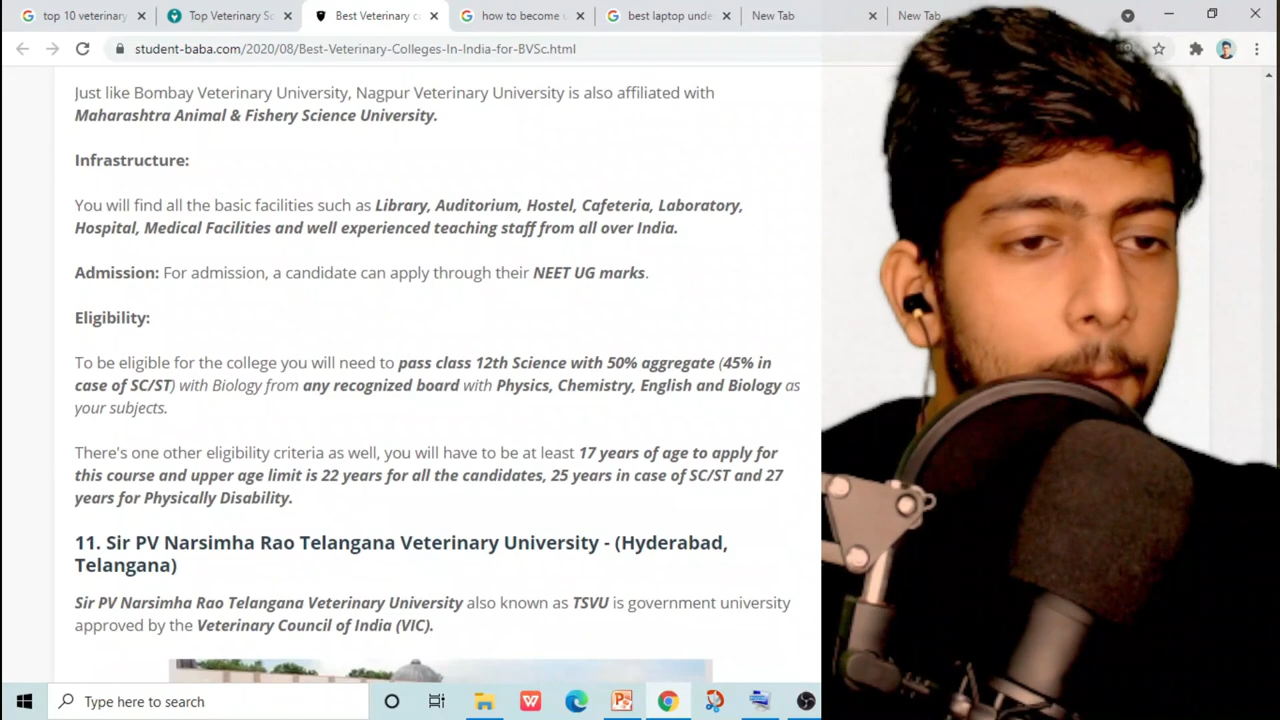 top 10 veterinary
Top Veterinary Sc
Best Veterinary c
how to become
best laptop unde
New Tab
New Tab
student-baba.com/2020/08/Best-Veterinary-Colleges-In-India-for-BVSc.html
Just like Bombay Veterinary University, Nagpur Veterinary University is also affiliated with
Maharashtra Animal & Fishery Science University.
Infrastructure:
You will find all the basic facilities such as Library, Auditorium, Hostel, Cafeteria, Laboratory,
Hospital, Medical Facilities and well experienced teaching staff from all over India.
Admission: For admission, a candidate can apply through their NEET UG marks.
Eligibility:
To be eligible for the college you will need to pass class 12th Science with 50% aggregate (45% in
case of SC/ST) with Biology from any recognized board with Physics, Chemistry, English and Biology as
your subjects.
There's one other eligibility criteria as well, you will have to be at least 17 years of age to apply for
this course and upper age limit is 22 years for all the candidates, 25 years in case of SC/ST and 27
years for Physically Disability.
11. Sir PV Narsimha Rao Telangana Veterinary University - (Hyderabad,
Telangana)
Sir PV Narsimha Rao Telangana Veterinary University also known as TSVU is government university
approved by the Veterinary Council of India (VIC).
Type here to search